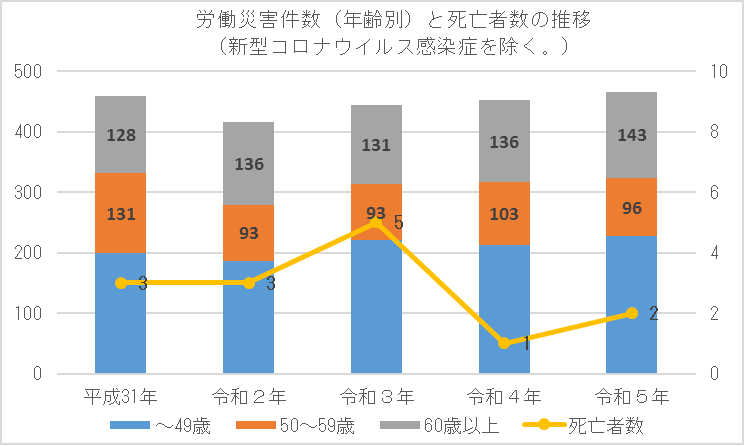 労働災害件数（年齢別）と死亡者数の推移
（新型コロナウイルス感染症を除く。）
500 10
400 8
300 6
200 4
100 2
0 0
128 136 131 136 143
131 93 93 103 96
3 3 5 1 2
平成31年 令和２年 令和３年 令和４年 令和５年
～49歳 50～59歳 60歳以上 死亡者数